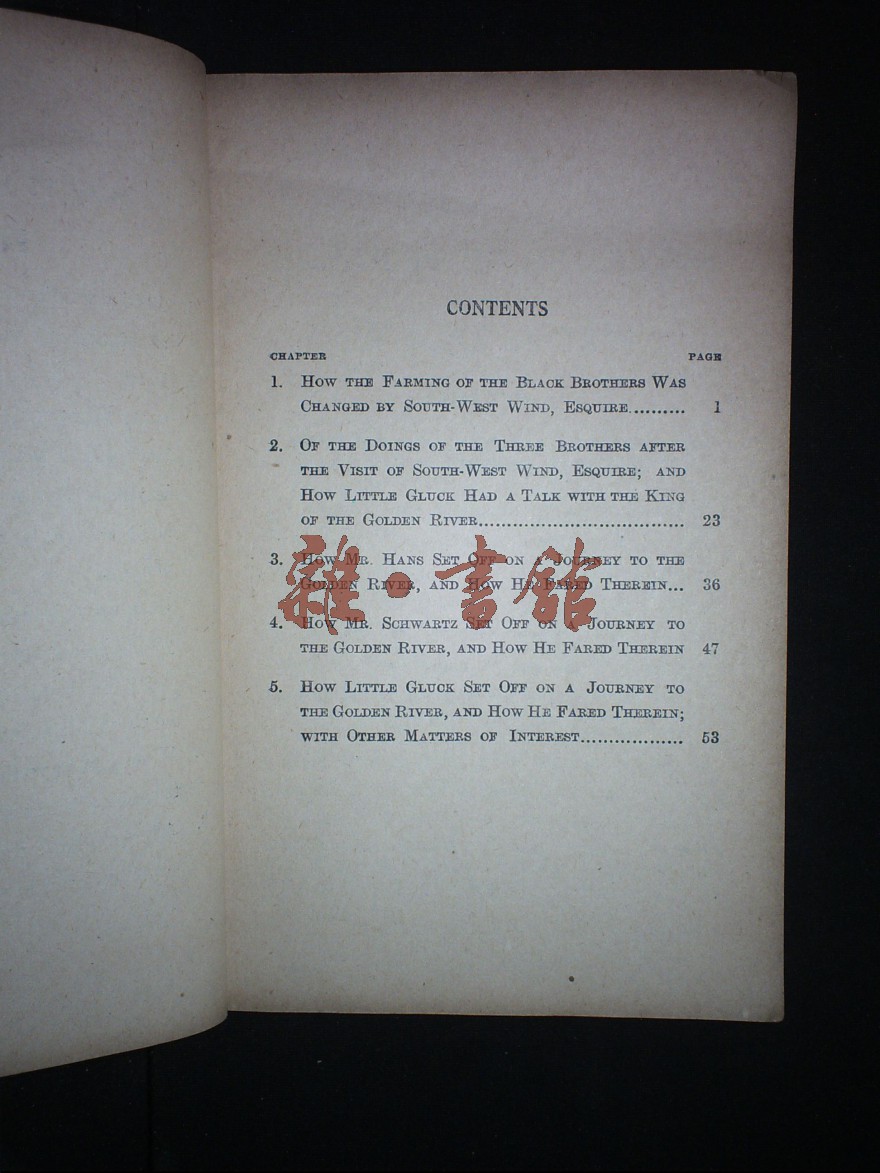 CONTENTS
CHAPTER PAGE
1. How the Farming of the Black Brothers Was
Changed by South-West Wind, Esquire.......... 1
2. Of the Doings of the Three Brothers after
the Visit of South-West Wind, Esquire; and
How Little Gluck Had a Talk with the King
of the Golden River.................................... 23
3. How Mr. Hans Set Off on a Journey to the
Golden River, and How He Fared Therein... 36
雜·書館
4. How Mr. Schwartz Set Off on a Journey to
the Golden River, and How He Fared Therein 47
5. How Little Gluck Set Off on a Journey to
the Golden River, and How He Fared Therein;
with Other Matters of Interest.................. 53